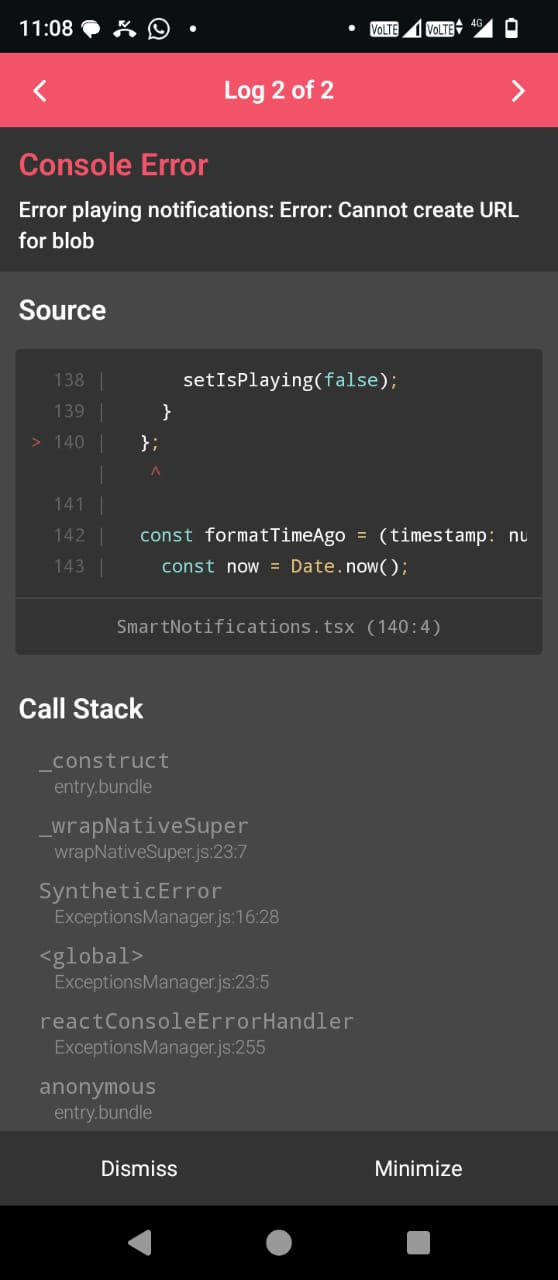 11:08
VoLTE VoLTE 4G
Log 2 of 2
Console Error
Error playing notifications: Error: Cannot create URL
for blob
Source
138 | setIsPlaying(false);
139 | }
> 140 | };
| ^
141 |
142 | const formatTimeAgo = (timestamp: nu
143 | const now = Date.now();
SmartNotifications.tsx (140:4)
Call Stack
_construct
entry.bundle
_wrapNativeSuper
wrapNativeSuper.js:23:7
SyntheticError
ExceptionsManager.js:16:28
<global>
ExceptionsManager.js:23:5
reactConsoleErrorHandler
ExceptionsManager.js:255
anonymous
entry.bundle
Dismiss Minimize